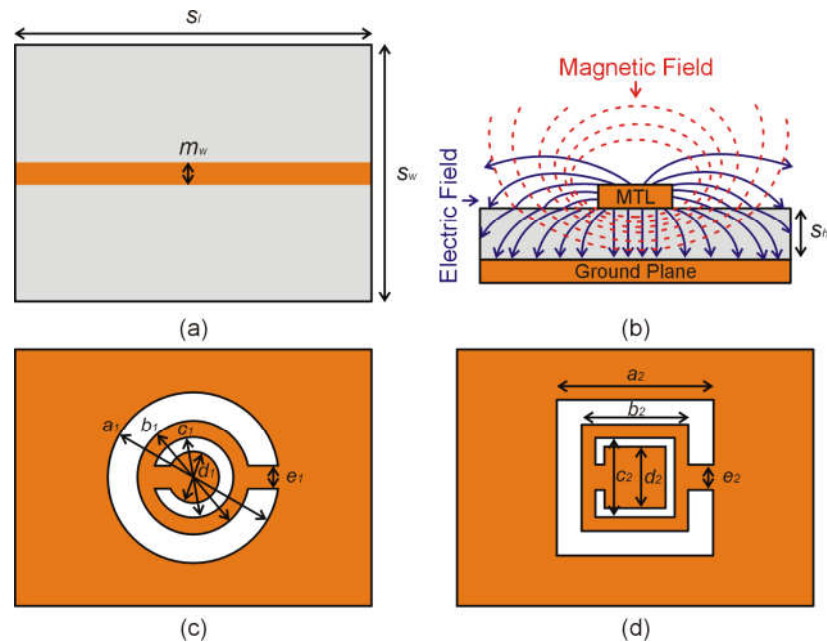 sl
mw
sw
(a)
Magnetic Field
Electric Field
MTL
sh
Ground Plane
(b)
a1
b1
c1
d1
e1
(c)
a2
b2
c2
d2
e2
(d)